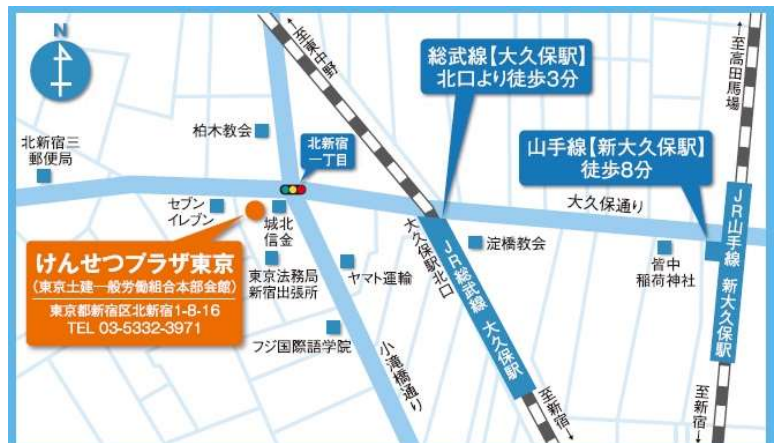 N
←至東中野
総武線【大久保駅】
北口より徒歩3分
→至高田馬場
柏木教会
北新宿
一丁目
北新宿三
郵便局
山手線【新大久保駅】
徒歩8分
大久保通り
セブン
イレブン
城北
信金
大久保駅北口
淀橋教会
皆中
稲荷神社
JR山手線 新大久保駅
けんせつプラザ東京
(東京土建一般労働組合本部会館)
東京都新宿区北新宿1-8-16
TEL 03-5332-3971
東京法務局
新宿出張所
ヤマト運輸
JR総武線 大久保駅
フジ国際語学院
小滝橋通り
至新宿→
至新宿→